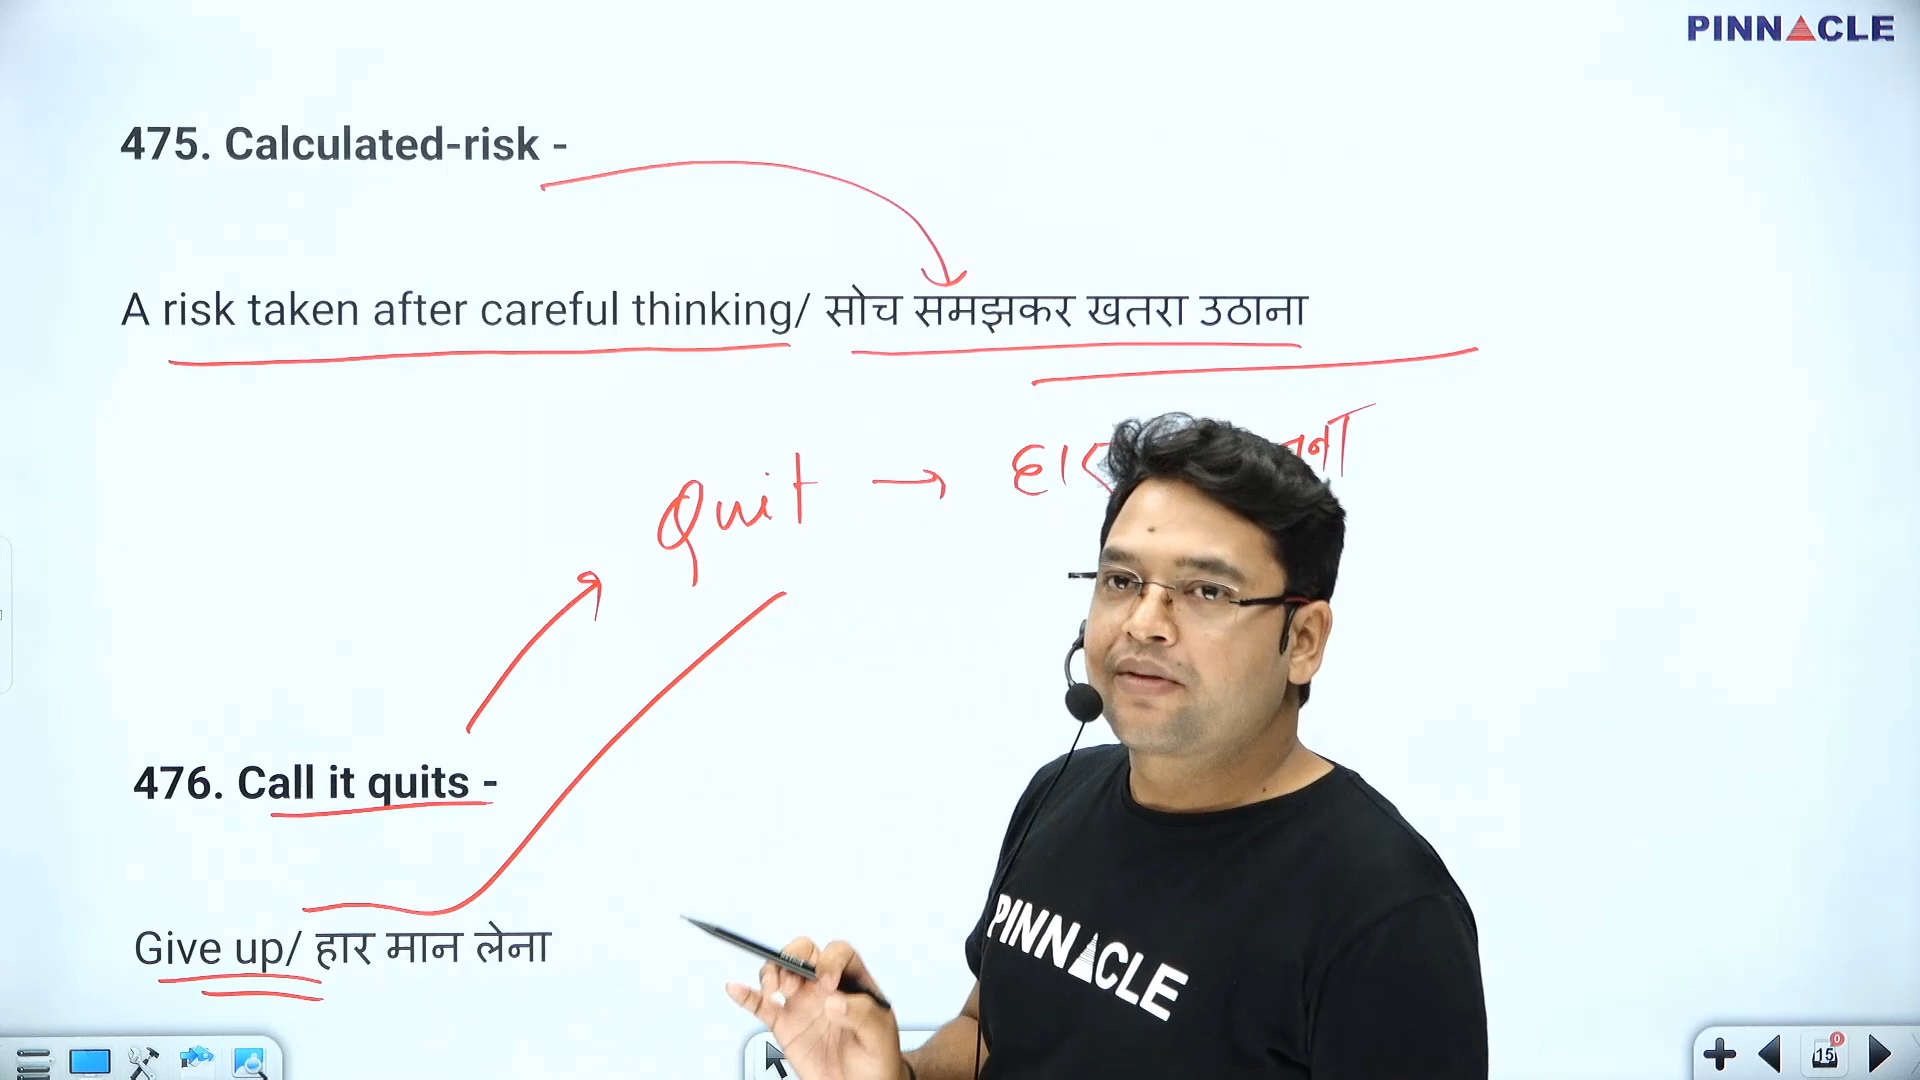 PINNACLE
475. Calculated-risk -
A risk taken after careful thinking/ सोच समझकर खतरा उठाना
Quit →
476. Call it quits -
Give up/ हार मान लेना
PINNACLE
15
0